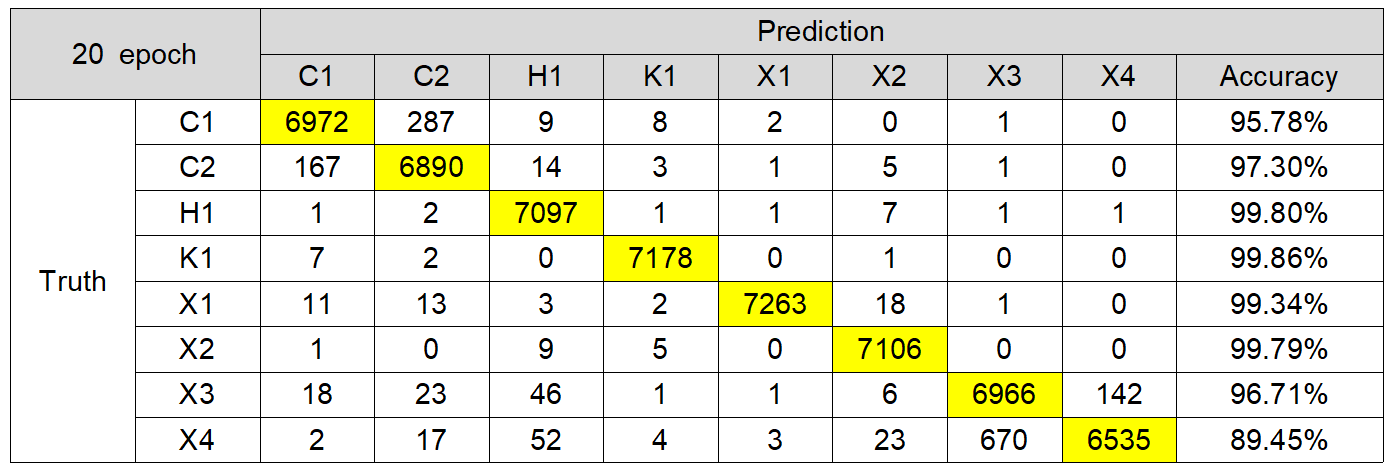 20 epoch Prediction
C1 C2 H1 K1 X1 X2 X3 X4 Accuracy
C1 6972 287 9 8 2 0 1 0 95.78%
C2 167 6890 14 3 1 5 1 0 97.30%
H1 1 2 7097 1 1 7 1 1 99.80%
K1 7 2 0 7178 0 1 0 0 99.86%
Truth
X1 11 13 3 2 7263 18 1 0 99.34%
X2 1 0 9 5 0 7106 0 0 99.79%
X3 18 23 46 1 1 6 6966 142 96.71%
X4 2 17 52 4 3 23 670 6535 89.45%